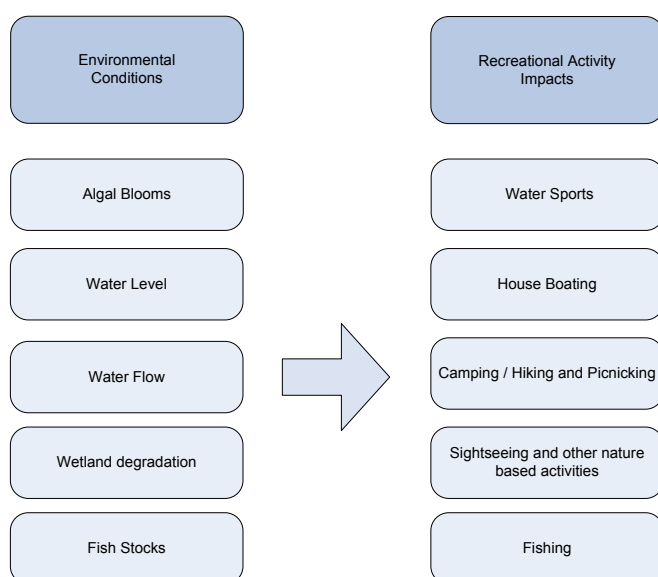 Environmental
Conditions
Recreational Activity
Impacts
Algal Blooms
Water Sports
Water Level
House Boating
Water Flow
Camping / Hiking and Picnicking
Wetland degradation
Sightseeing and other nature
based activities
Fish Stocks
Fishing